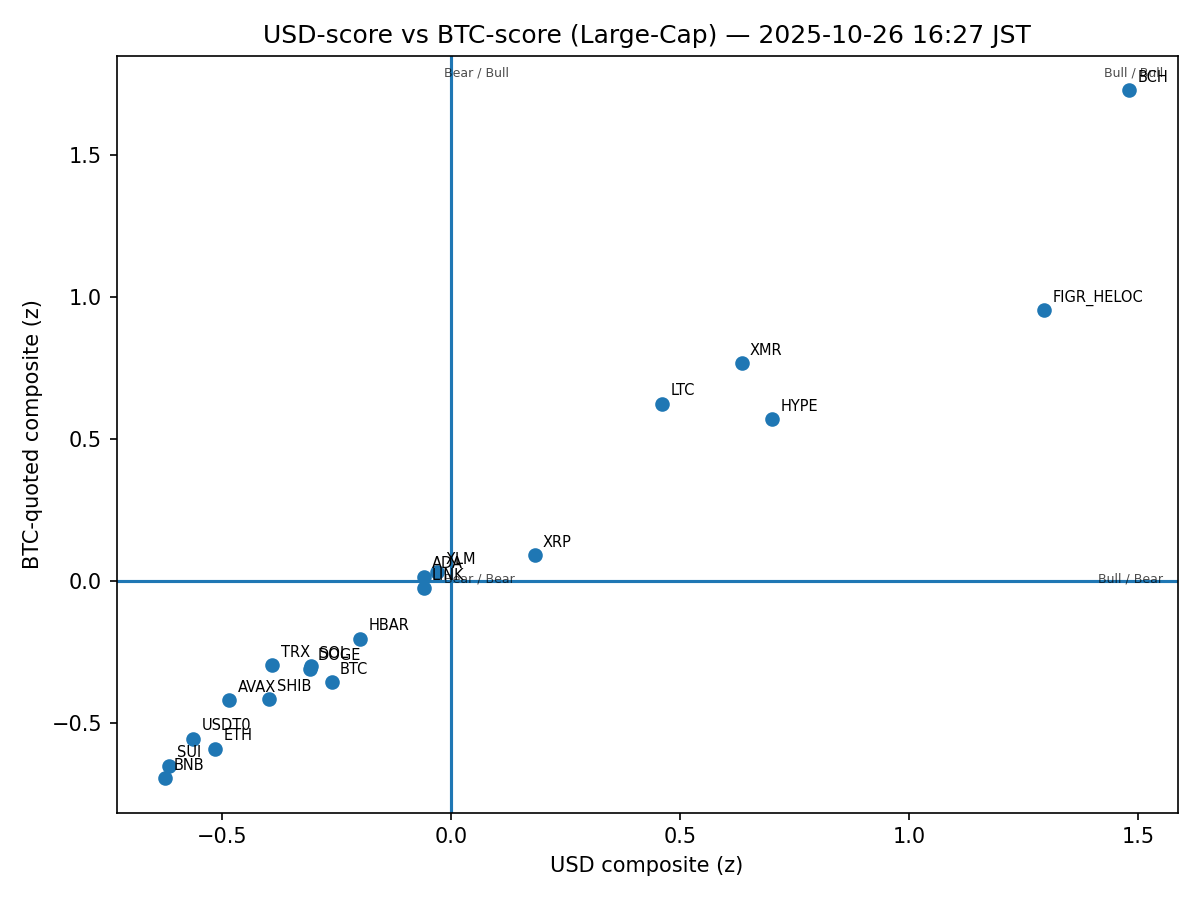 USD-score vs BTC-score (Large-Cap) — 2025-10-26 16:27 JST
Bear / Bull
Bull / Bull
BCH
1.5
FIGR_HELOC
1.0
XMR
LTC
HYPE
0.5
XRP
XLM
ADA
LINK
0.0
Bear / Bear
Bull / Bear
HBAR
TRX
SOL
DOGE
BTC
AVAX
SHIB
USDT0
ETH
−0.5
SUI
BNB
−0.5
0.0
0.5
1.0
1.5
USD composite (z)
BTC-quoted composite (z)